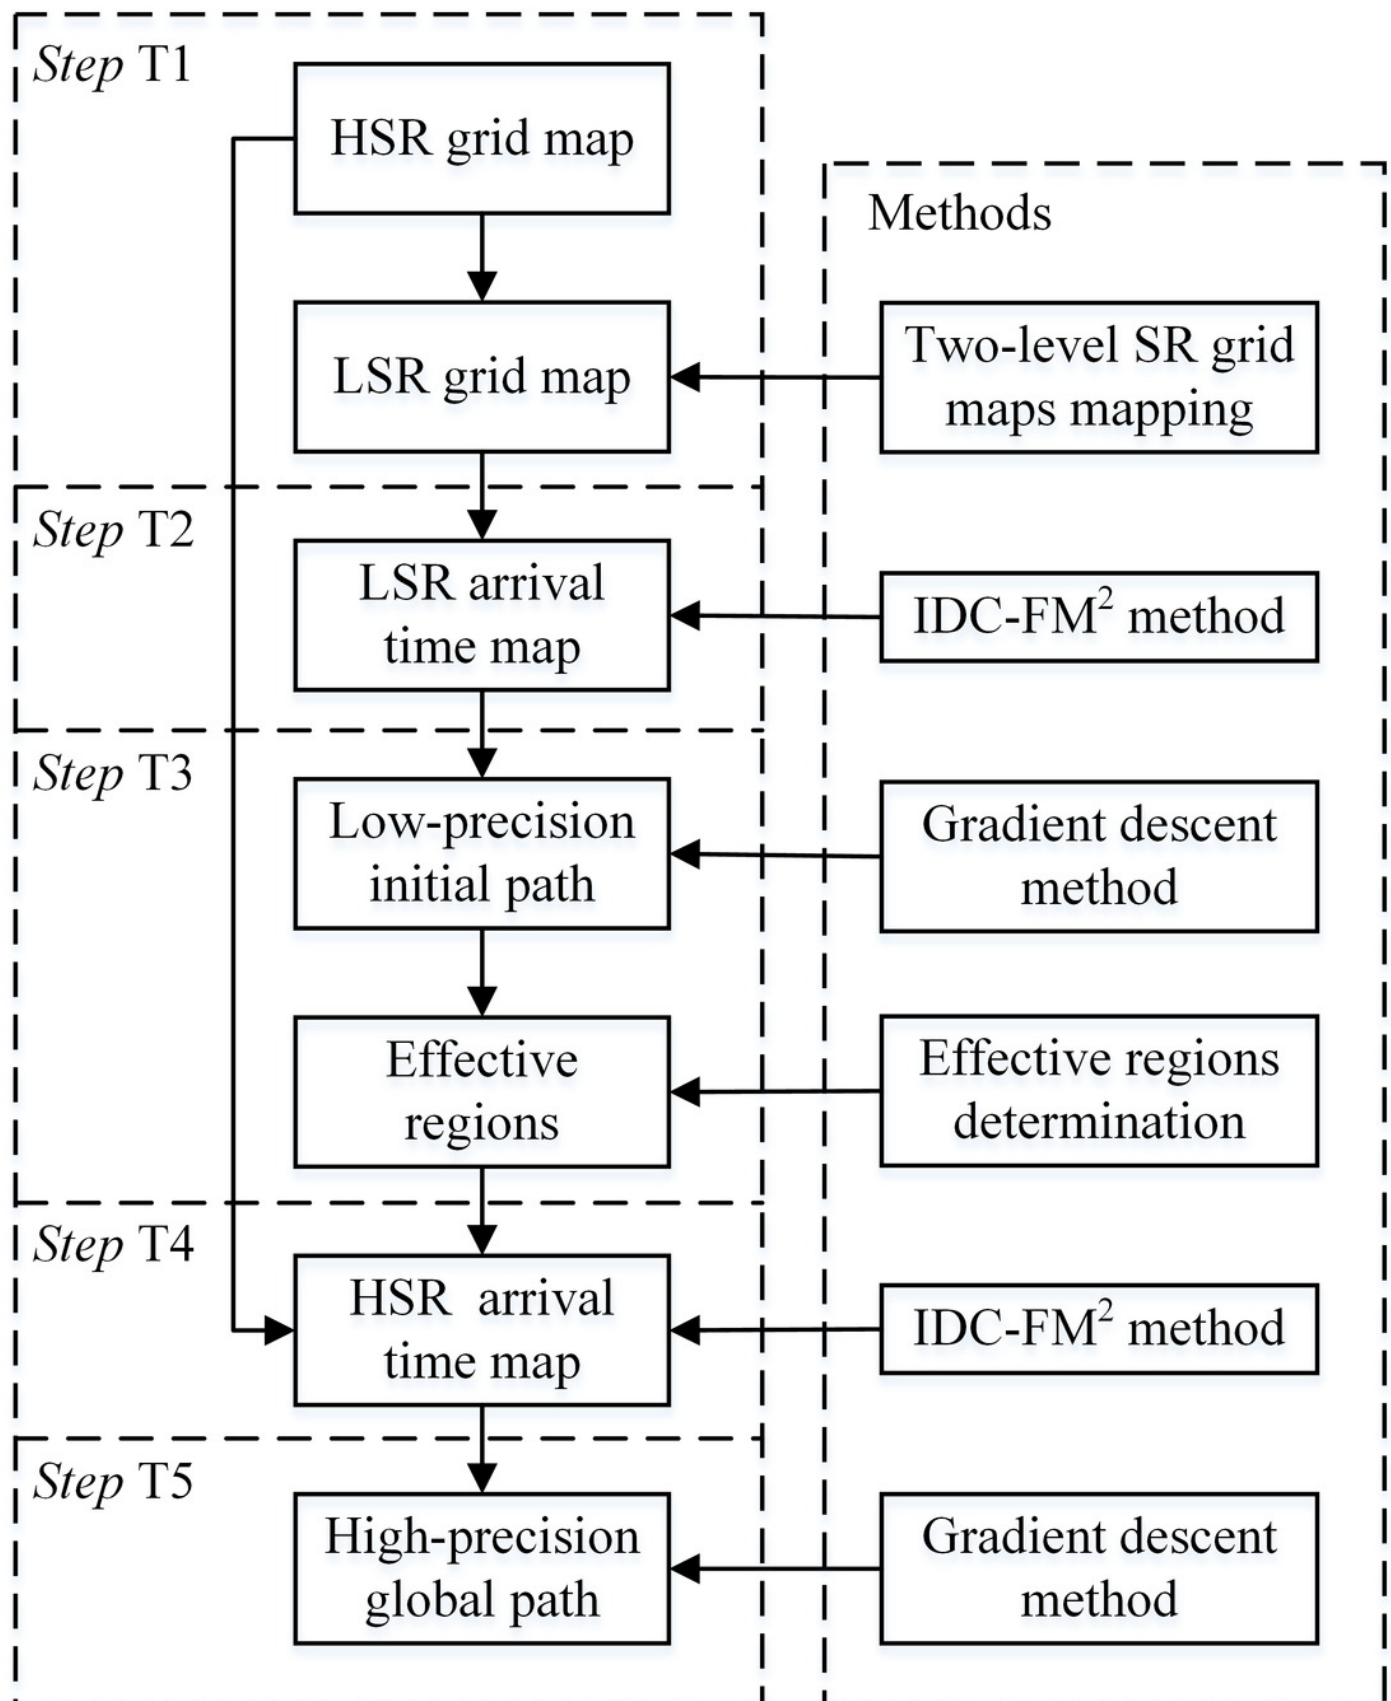 Step T1
HSR grid map
Methods
LSR grid map
Two-level SR grid
maps mapping
Step T2
LSR arrival
time map
IDC-FM² method
Step T3
Low-precision
initial path
Gradient descent
method
Effective
regions
Effective regions
determination
Step T4
HSR arrival
time map
IDC-FM² method
Step T5
High-precision
global path
Gradient descent
method